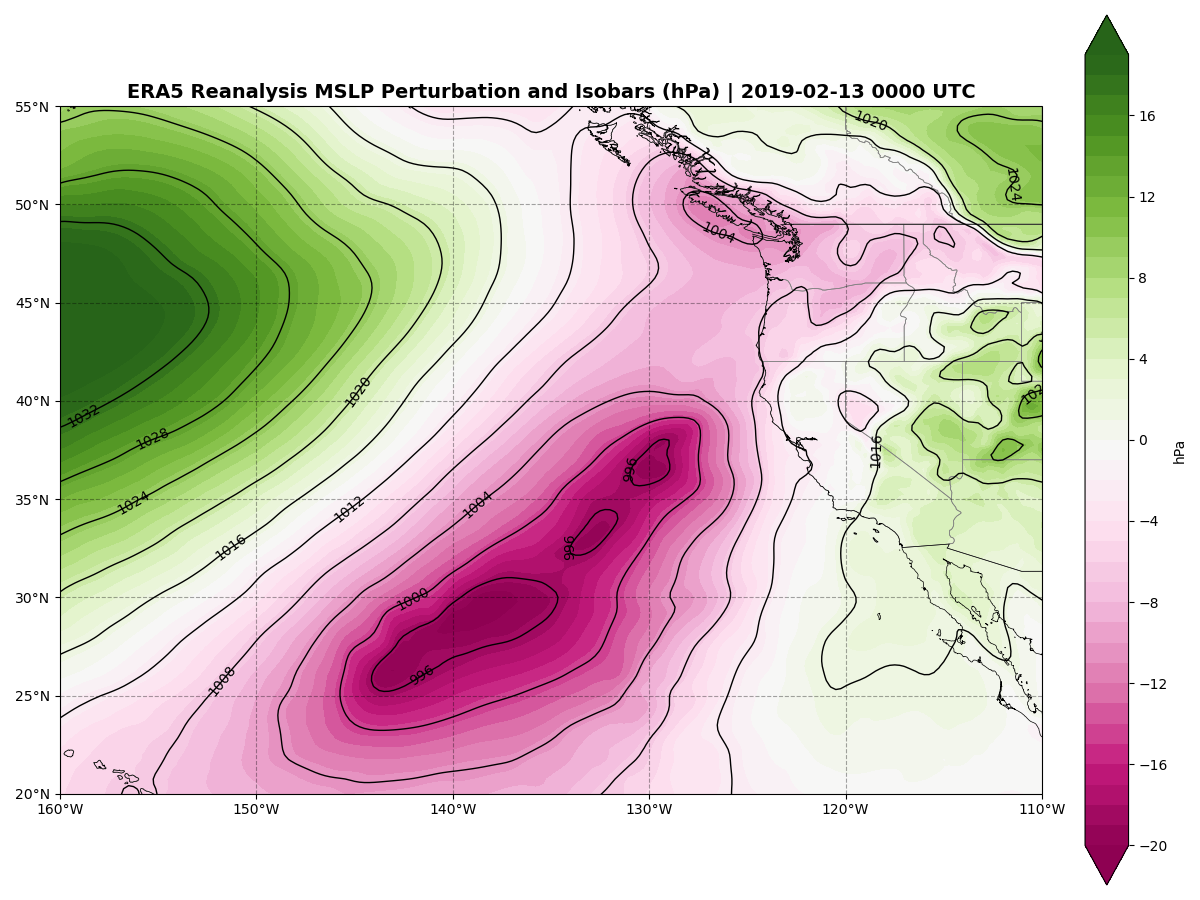 ERA5 Reanalysis MSLP Perturbation and Isobars (hPa) | 2019-02-13 0000 UTC
55°N
50°N
45°N
40°N
35°N
30°N
25°N
20°N
160°W
150°W
140°W
130°W
120°W
110°W
1020
1024
1004
1020
1032
1028
1016
996
1024
1012
1004
1016
996
1000
996
1008
16
12
8
4
0
−4
−8
−12
−16
−20
hPa